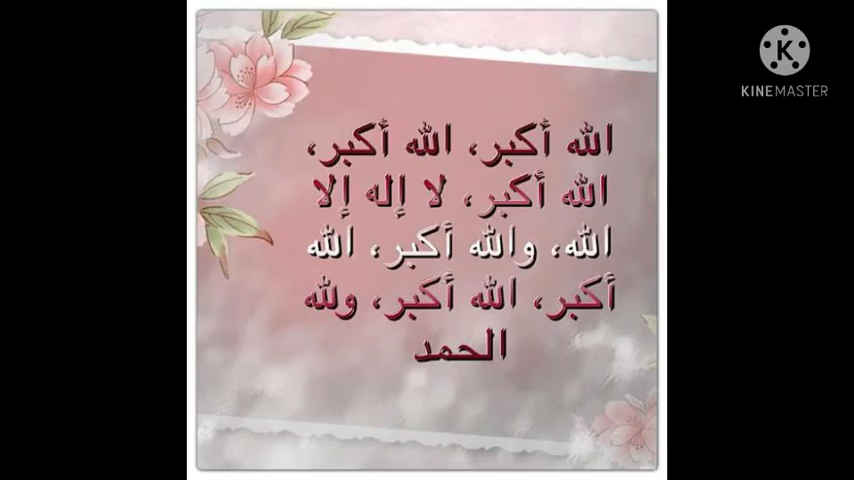 KINEMASTER
الله أكبر، الله أكبر،
الله أكبر، لا إله إلا
الله، والله أكبر، الله
أكبر، الله أكبر، ولله
الحمد